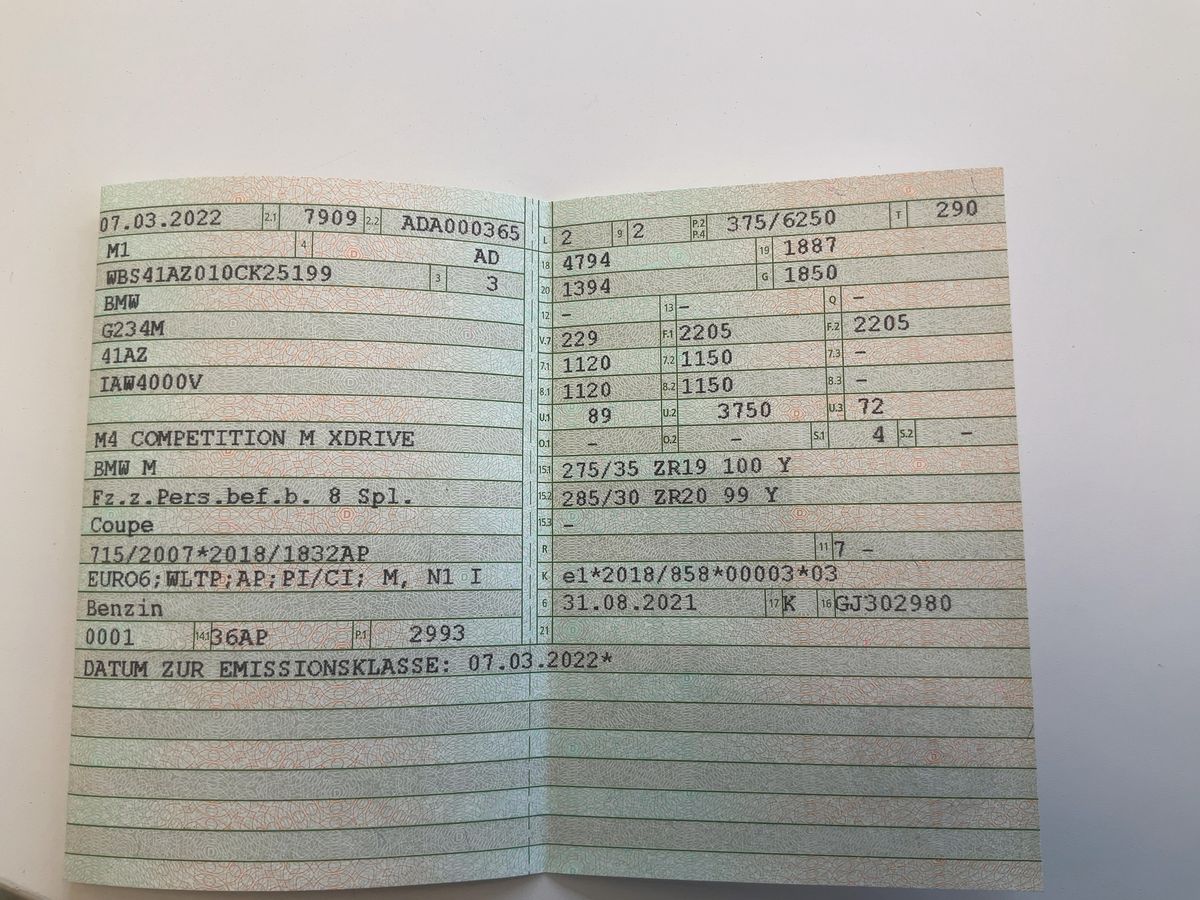 07.03.2022 2.1 7909 2.2 ADA000365
M1 4 AD
WBS41AZ010CK25199 3 3
BMW
G234M
41AZ
IAW4000V
M4 COMPETITION M XDRIVE
BMW M
Fz.z.Pers.bef.b. 8 Spl.
Coupe
715/2007*2018/1832AP
EURO6;WLTP;AP;PI/CI; M, N1 I
Benzin
0001 14.1 36AP P.1 2993
DATUM ZUR EMISSIONSKLASSE: 07.03.2022*
L 2 9 2 P.2 P.4 375/6250 T 290
18 4794 19 1887
20 1394 G 1850
12 – 13 – Q –
V.7 229 F.1 2205 F.2 2205
7.1 1120 7.2 1150 7.3 –
8.1 1120 8.2 1150 8.3 –
U.1 89 U.2 3750 U.3 72
O.1 – O.2 – S.1 4 S.2 –
15.1 275/35 ZR19 100 Y
15.2 285/30 ZR20 99 Y
15.3 –
R 11 7 –
K e1*2018/858*00003*03
6 31.08.2021 17 K 16 GJ302980
21